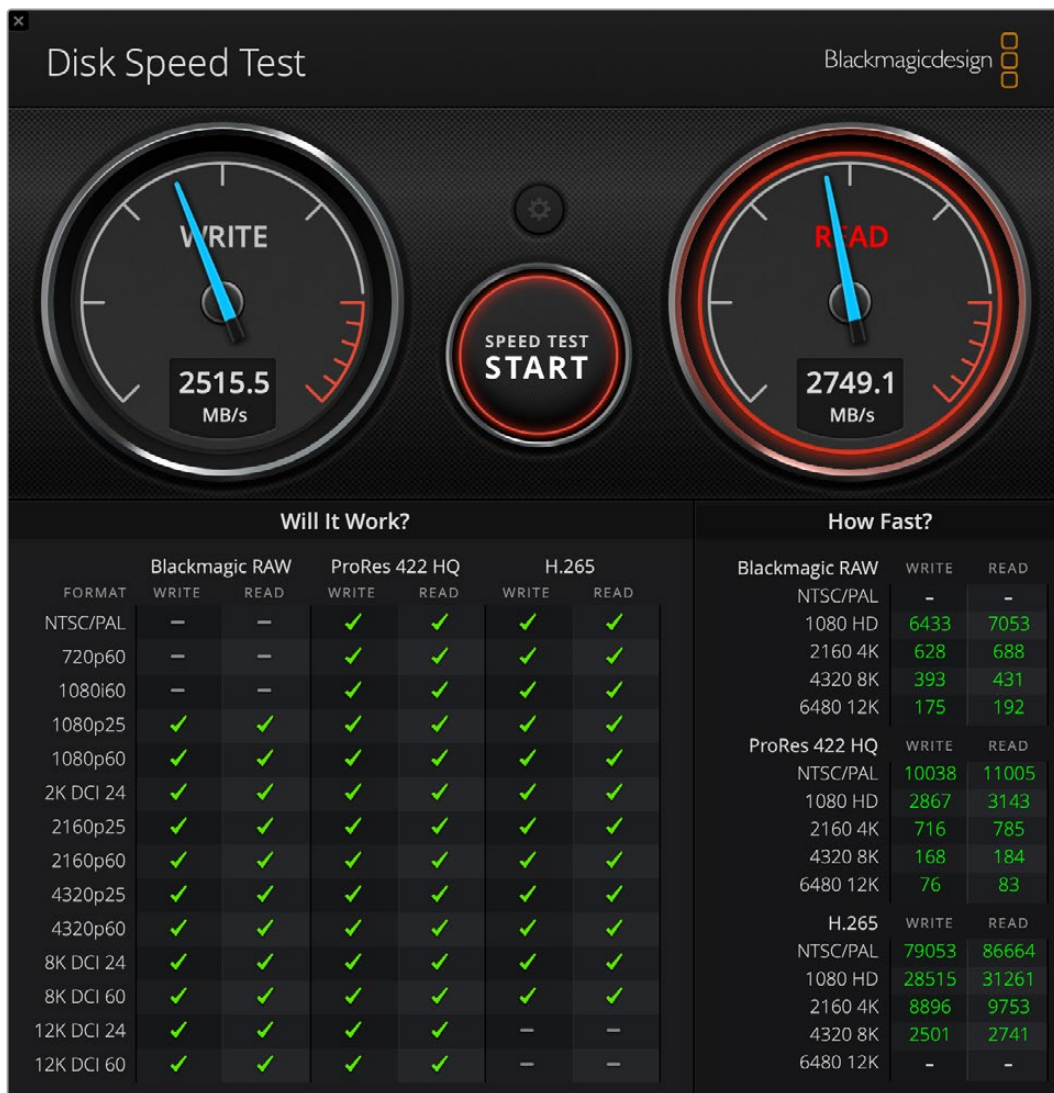 Disk Speed Test
Blackmagicdesign
WRITE
2515.5
MB/s
SPEED TEST
START
READ
2749.1
MB/s
Will It Work?
Blackmagic RAW ProRes 422 HQ H.265
FORMAT WRITE READ WRITE READ WRITE READ
NTSC/PAL – – ✓ ✓ ✓ ✓
720p60 – – ✓ ✓ ✓ ✓
1080i60 – – ✓ ✓ ✓ ✓
1080p25 ✓ ✓ ✓ ✓ ✓ ✓
1080p60 ✓ ✓ ✓ ✓ ✓ ✓
2K DCI 24 ✓ ✓ ✓ ✓ ✓ ✓
2160p25 ✓ ✓ ✓ ✓ ✓ ✓
2160p60 ✓ ✓ ✓ ✓ ✓ ✓
4320p25 ✓ ✓ ✓ ✓ ✓ ✓
4320p60 ✓ ✓ ✓ ✓ ✓ ✓
8K DCI 24 ✓ ✓ ✓ ✓ ✓ ✓
8K DCI 60 ✓ ✓ ✓ ✓ ✓ ✓
12K DCI 24 ✓ ✓ ✓ ✓ – –
12K DCI 60 ✓ ✓ ✓ ✓ – –
How Fast?
Blackmagic RAW WRITE READ
NTSC/PAL – –
1080 HD 6433 7053
2160 4K 628 688
4320 8K 393 431
6480 12K 175 192
ProRes 422 HQ WRITE READ
NTSC/PAL 10038 11005
1080 HD 2867 3143
2160 4K 716 785
4320 8K 168 184
6480 12K 76 83
H.265 WRITE READ
NTSC/PAL 79053 86664
1080 HD 28515 31261
2160 4K 8896 9753
4320 8K 2501 2741
6480 12K – –